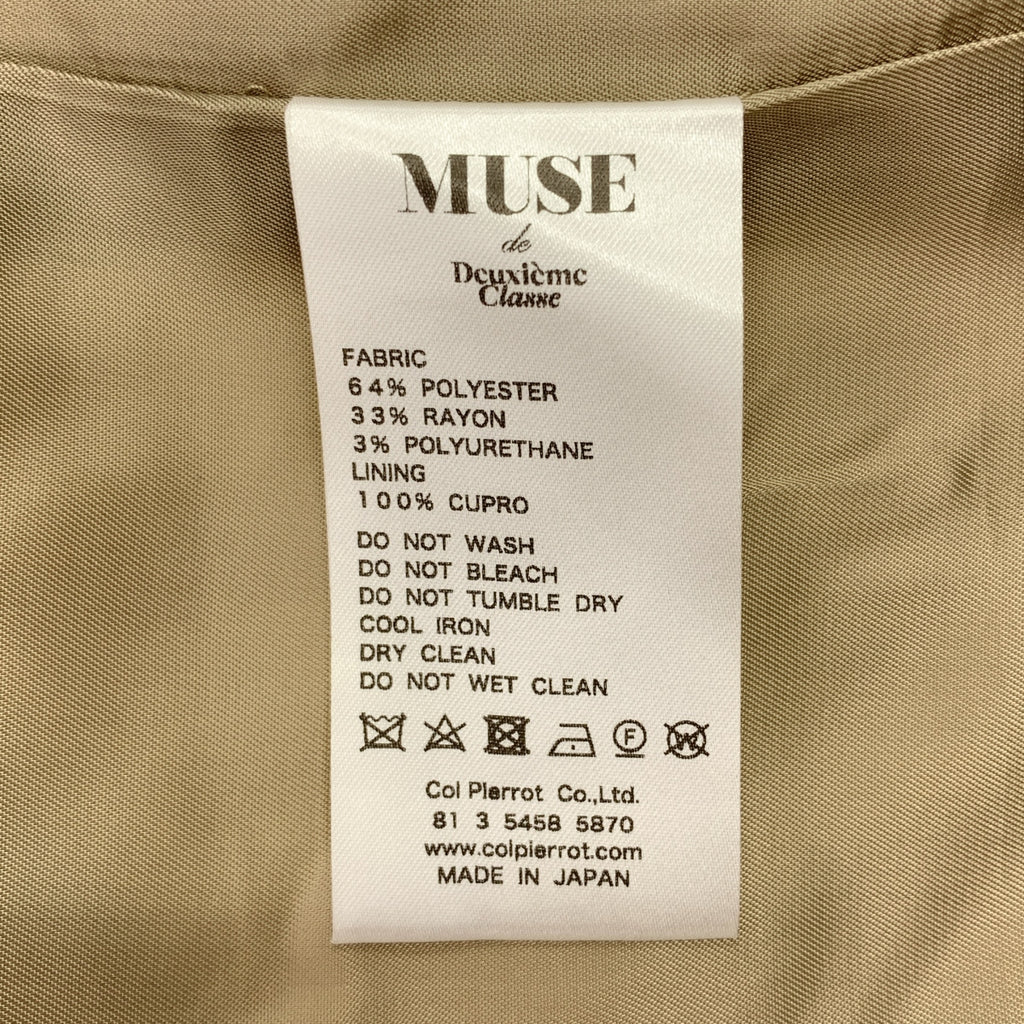 MUSE
de
Deuxième
Classe
FABRIC
64% POLYESTER
33% RAYON
3% POLYURETHANE
LINING
100% CUPRO
DO NOT WASH
DO NOT BLEACH
DO NOT TUMBLE DRY
COOL IRON
DRY CLEAN
DO NOT WET CLEAN
F W
Col Pierrot Co.,Ltd.
81 3 5458 5870
www.colpierrot.com
MADE IN JAPAN